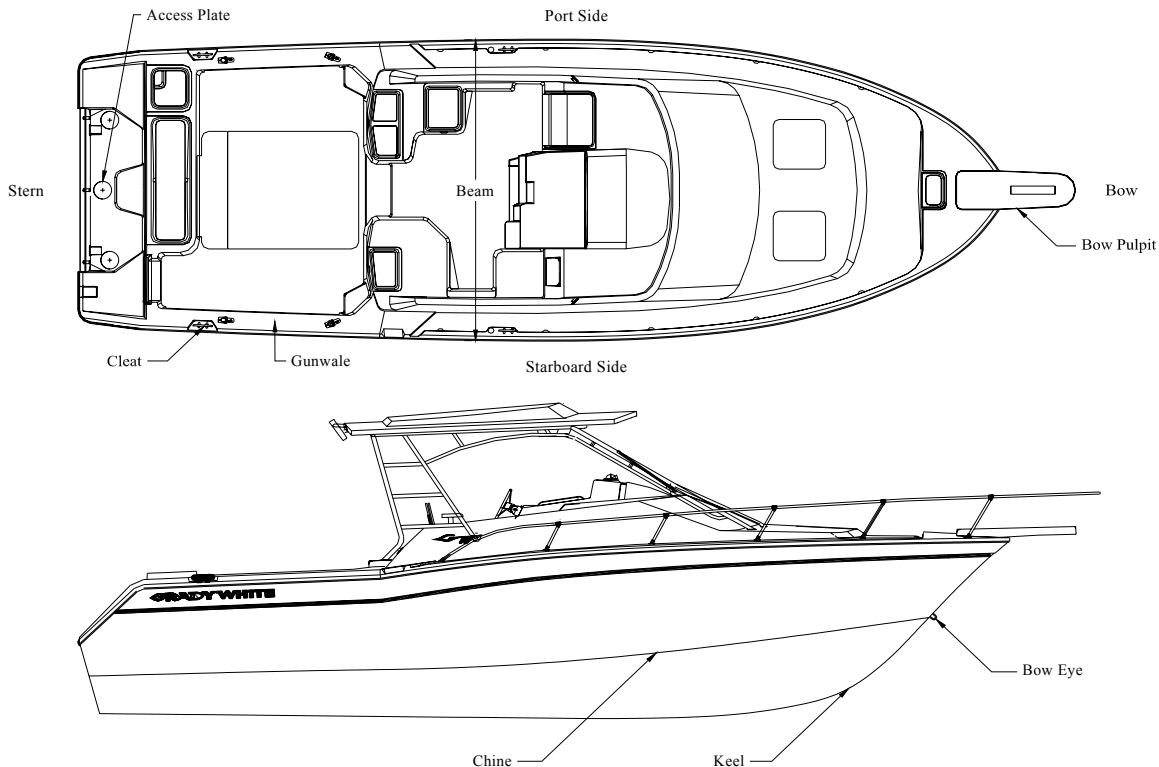 Access Plate
Port Side
Stern
Beam
Bow
Bow Pulpit
Cleat
Gunwale
Starboard Side
GRADY WHITE
Bow Eye
Chine
Keel